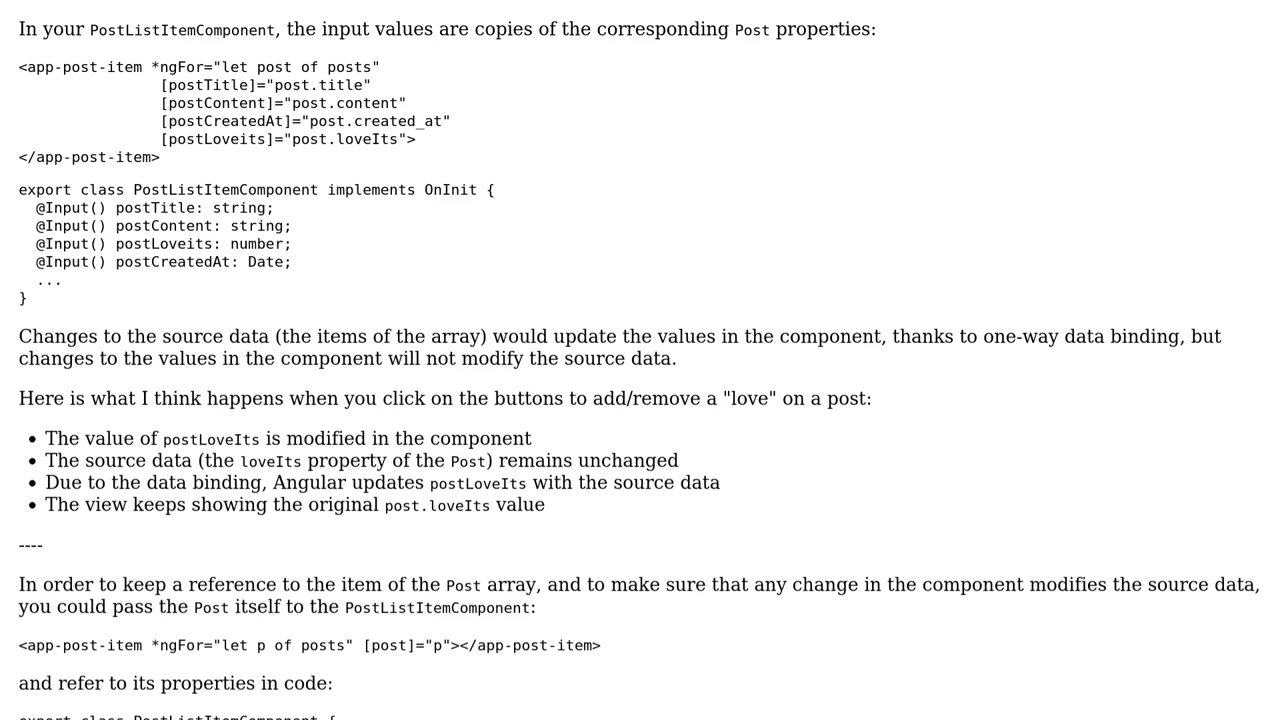 In your PostListItemComponent, the input values are copies of the corresponding Post properties:
<app-post-item *ngFor="let post of posts"
                [postTitle]="post.title"
                [postContent]="post.content"
                [postCreatedAt]="post.created_at"
                [postLoveits]="post.loveIts">
</app-post-item>
export class PostListItemComponent implements OnInit {
  @Input() postTitle: string;
  @Input() postContent: string;
  @Input() postLoveits: number;
  @Input() postCreatedAt: Date;
  ...
}
Changes to the source data (the items of the array) would update the values in the component, thanks to one-way data binding, but
changes to the values in the component will not modify the source data.
Here is what I think happens when you click on the buttons to add/remove a "love" on a post:
• The value of postLoveIts is modified in the component
• The source data (the loveIts property of the Post) remains unchanged
• Due to the data binding, Angular updates postLoveIts with the source data
• The view keeps showing the original post.loveIts value
----
In order to keep a reference to the item of the Post array, and to make sure that any change in the component modifies the source data,
you could pass the Post itself to the PostListItemComponent:
<app-post-item *ngFor="let p of posts" [post]="p"></app-post-item>
and refer to its properties in code:
export class PostListItemComponent {